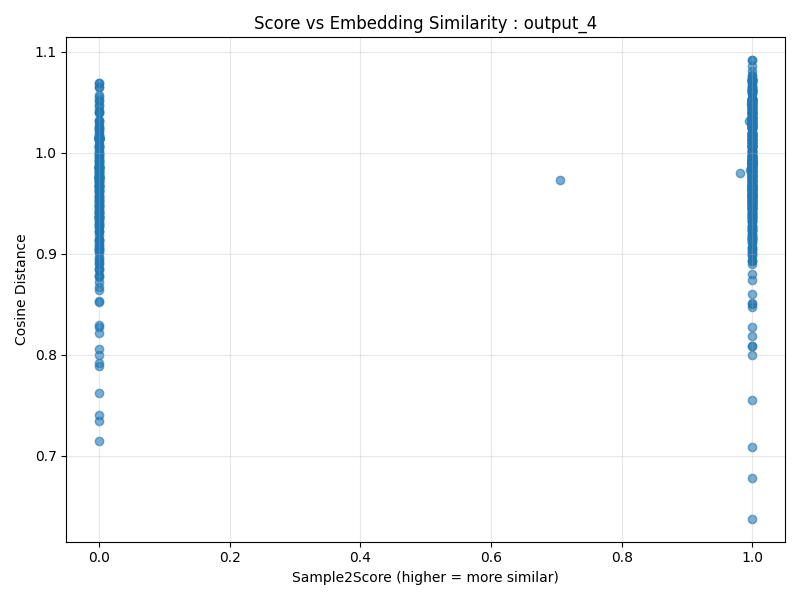 Score vs Embedding Similarity : output_4
Cosine Distance
1.1
1.0
0.9
0.8
0.7
0.0 0.2 0.4 0.6 0.8 1.0
Sample2Score (higher = more similar)